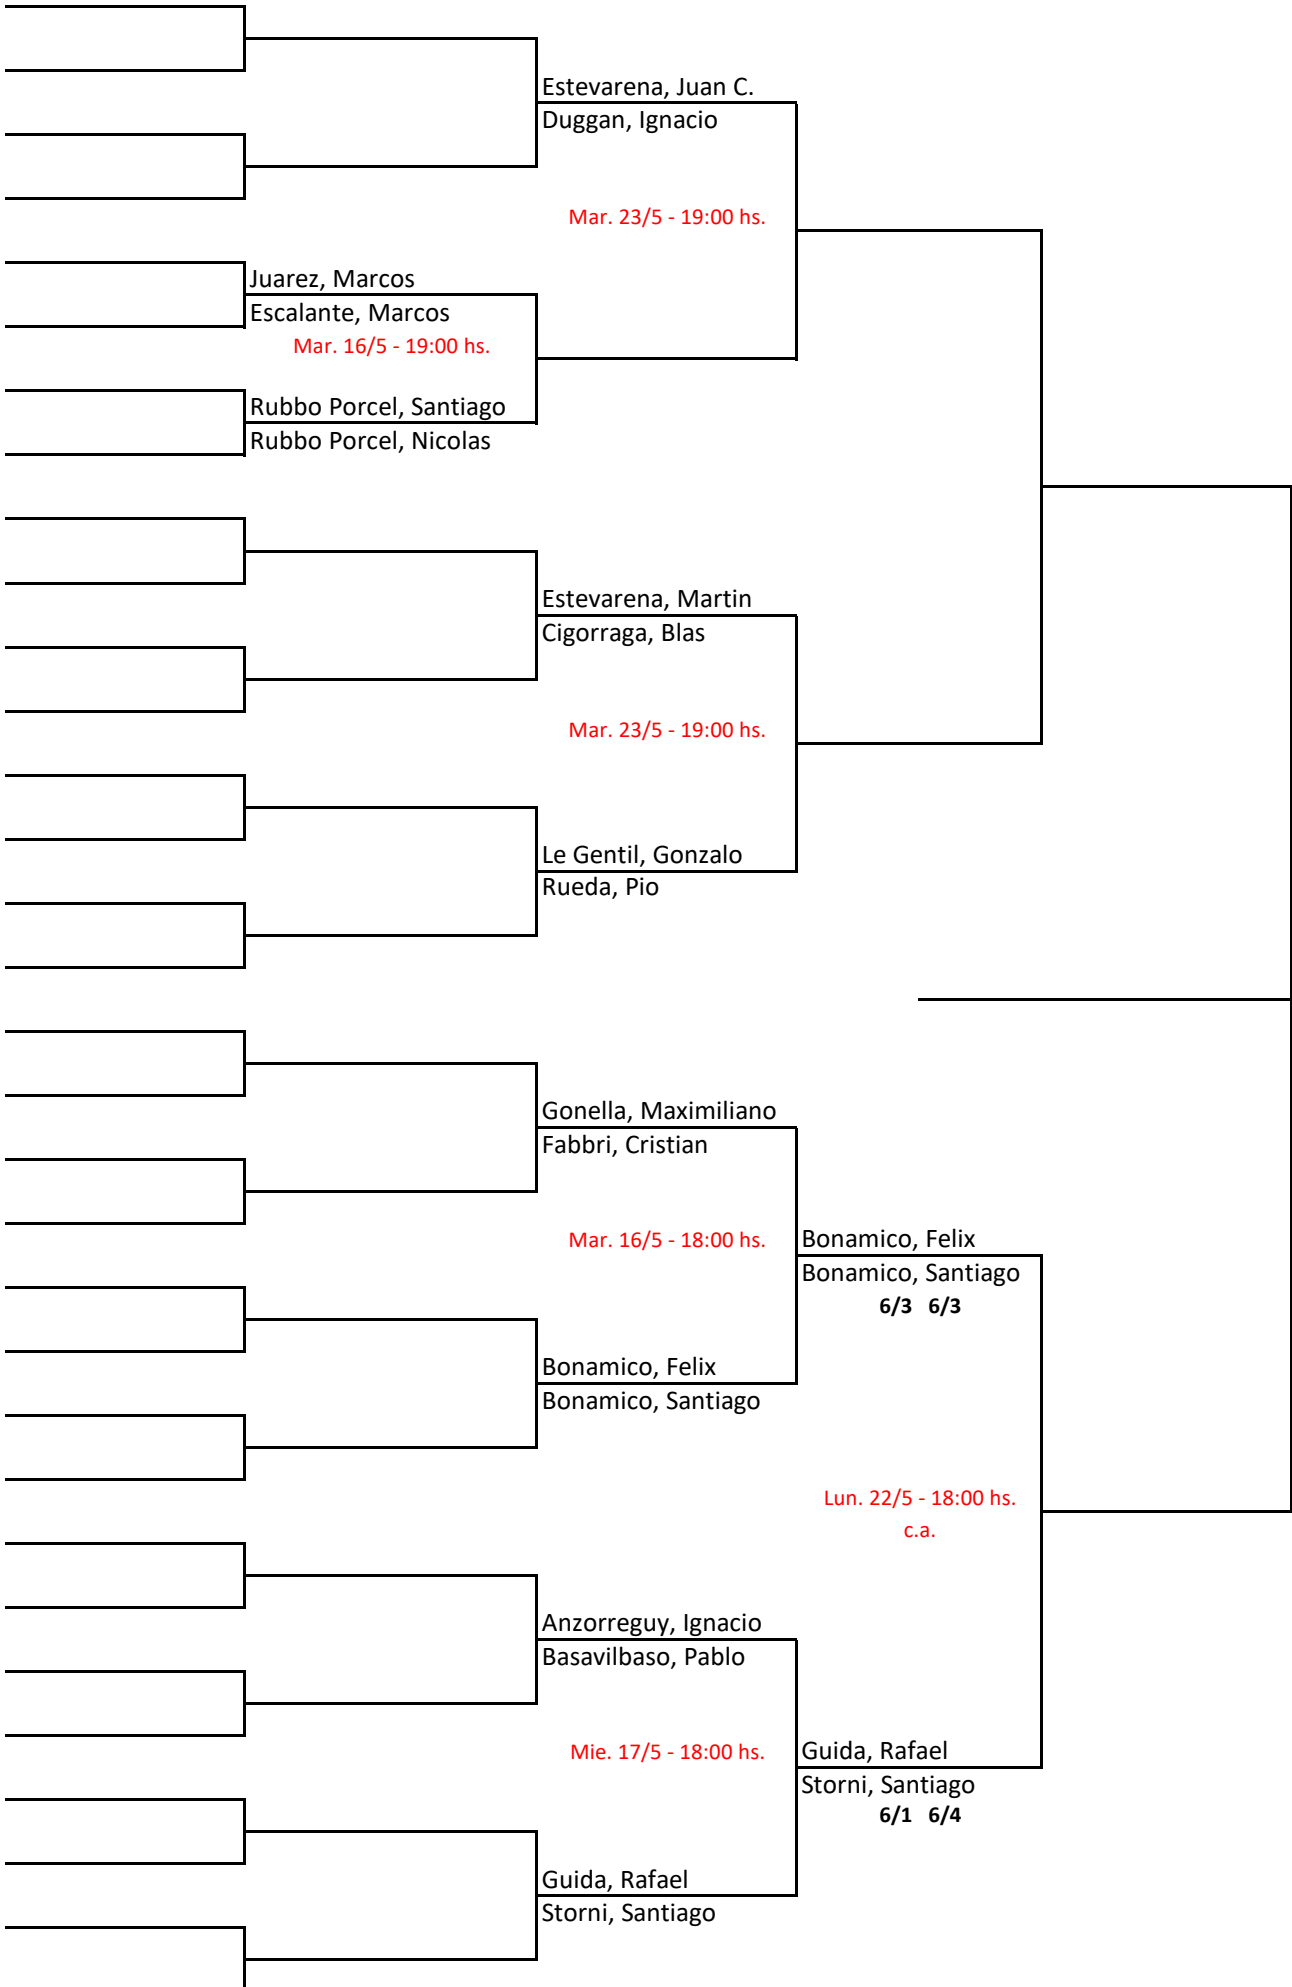 Estevarena, Juan C.
Duggan, Ignacio
Mar. 23/5 - 19:00 hs.
Juarez, Marcos
Escalante, Marcos
Mar. 16/5 - 19:00 hs.
Rubbo Porcel, Santiago
Rubbo Porcel, Nicolas
Estevarena, Martin
Cigorraga, Blas
Mar. 23/5 - 19:00 hs.
Le Gentil, Gonzalo
Rueda, Pio
Gonella, Maximiliano
Fabbri, Cristian
Mar. 16/5 - 18:00 hs.
Bonamico, Felix
Bonamico, Santiago
6/3 6/3
Bonamico, Felix
Bonamico, Santiago
Lun. 22/5 - 18:00 hs.
c.a.
Anzorreguy, Ignacio
Basavilbaso, Pablo
Mie. 17/5 - 18:00 hs.
Guida, Rafael
Storni, Santiago
6/1 6/4
Guida, Rafael
Storni, Santiago